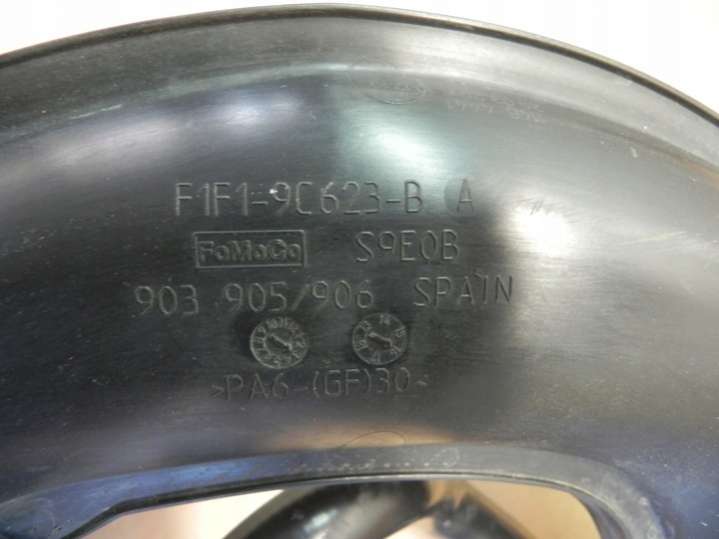 F1F1-9C623-B A
FoMoCo S9E0B
903 905/906 SPAIN
>PA6-(GF)30<